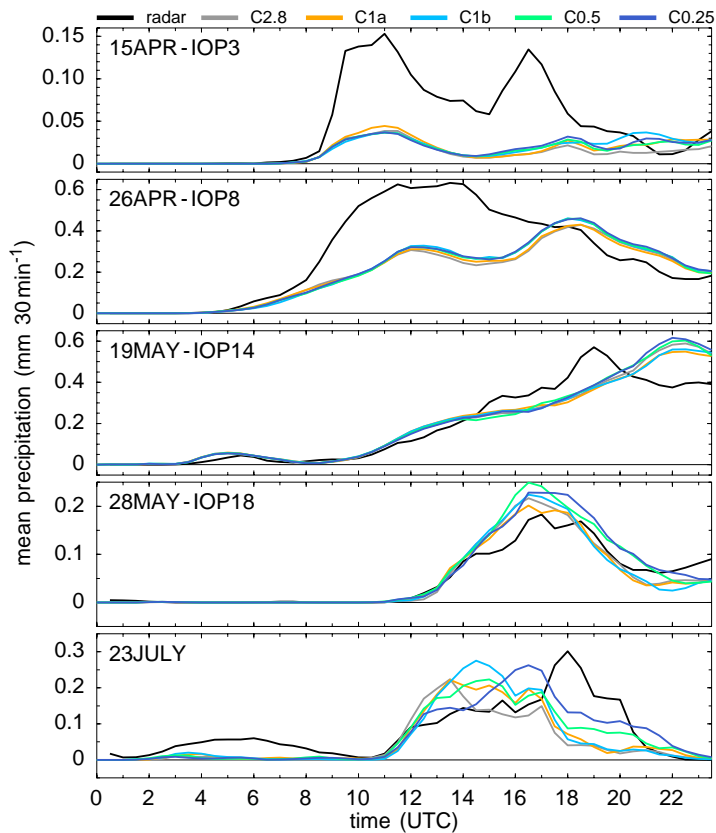 radar C2.8 C1a C1b C0.5 C0.25
15APR-IOP3
0.15
0.10
0.05
0
26APR-IOP8
0.6
0.4
0.2
0
19MAY-IOP14
0.6
0.4
0.2
0
28MAY-IOP18
0.2
0.1
0
23JULY
0.3
0.2
0.1
0
0 2 4 6 8 10 12 14 16 18 20 22
time (UTC)
mean precipitation (mm 30min⁻¹)